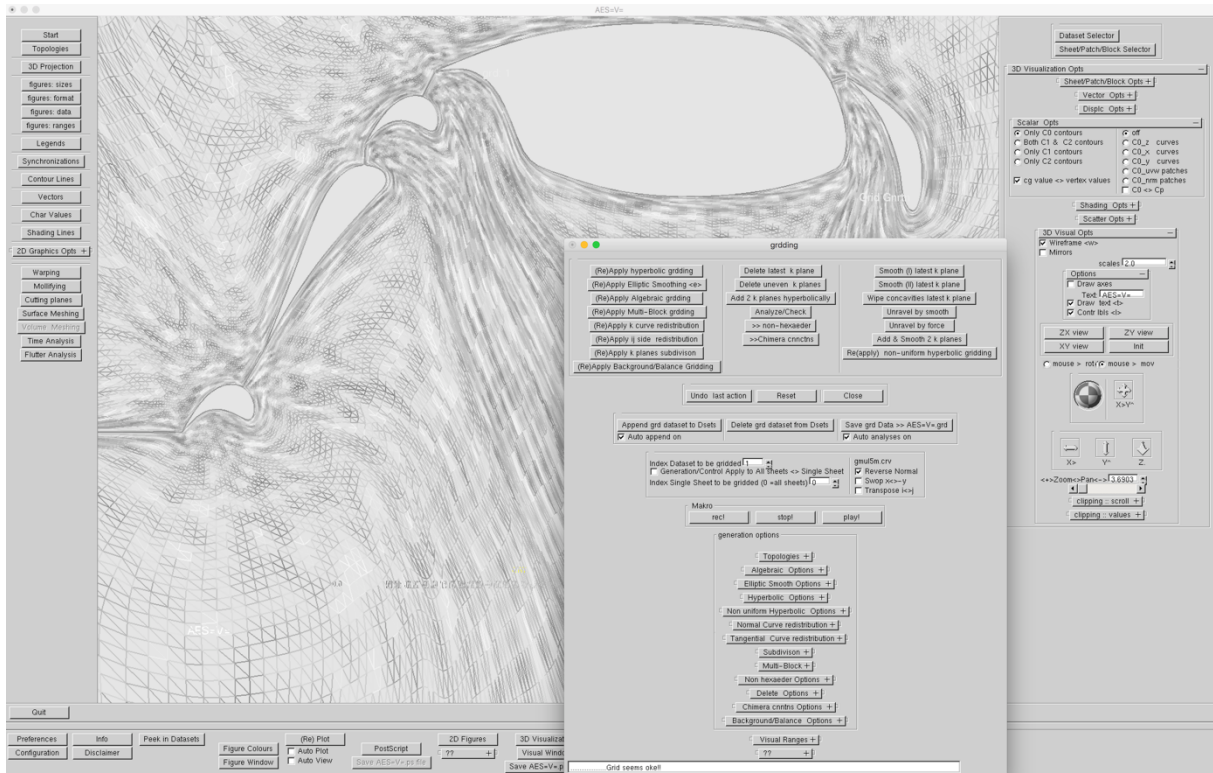 AES=V=
Start
Topologies
3D Projection
figures: sizes
figures: format
figures: data
figures: ranges
Legends
Synchronizations
Contour Lines
Vectors
Char Values
Shading Lines
2D Graphics Opts +
Warping
Mollifying
Cutting planes
Surface Meshing
Volume Meshing
Time Analysis
Flutter Analysis
Quit
Preferences
Configuration
Info
Disclaimer
Peek in Datasets
Figure Colours
Figure Window
(Re) Plot
Auto Plot
Auto View
PostScript
Save AES=V= ps file
2D Figures
?? +
3D Visualizat
Visual Windo
Save AES=V= p
Grid Gnrt
grdding
(Re)Apply hyperbolic grdding
(Re)Apply Elliptic Smoothing <e>
(Re)Apply Algebraic grdding
(Re)Apply Multi-Block grdding
(Re)Apply k curve redistribution
(Re)Apply ij side redistribution
(Re)Apply k planes subdivison
(Re)Apply Background/Balance Gridding
Delete latest k plane
Delete uneven k planes
Add 2 k planes hyperbolically
Analyze/Check
>> non-hexaeder
>>Chimera cnnctns
Smooth (I) latest k plane
Smooth (II) latest k plane
Wipe concavities latest k plane
Unravel by smooth
Unravel by force
Add & Smooth 2 k planes
Re(apply) non-uniform hyperbolic gridding
Undo last action
Reset
Close
Append grd dataset to Dsets
Delete grd dataset from Dsets
Save grd Data >> AES=V=.grd
Auto append on
Auto analyses on
Index Dataset to be gridded 1
Generation/Control Apply to All sheets <> Single Sheet
Index Single Sheet to be gridded (0 =all sheets) 0
gmul5m.crv
Reverse Normal
Swop x<>-y
Transpose i<>j
Makro
rec!
stop!
play!
generation options
Topologies +
Algebraic Options +
Elliptic Smooth Options +
Hyperbolic Options +
Non uniform Hyperbolic Options +
Normal Curve redistribution +
Tangential Curve redistribution +
Subdivison +
Multi-Block +
Non hexaeder Options +
Delete Options +
Chimera cnntns Options +
Background/Balance Options +
Visual Ranges +
?? +
...............Grid seems oke!!
Dataset Selector
Sheet/Patch/Block Selector
3D Visualization Opts
Sheet/Patch/Block Opts +
Vector Opts +
Displc Opts +
Scalar Opts
Only C0 contours
Both C1 & C2 contours
Only C1 contours
Only C2 contours
cg value <> vertex values
off
C0_z curves
C0_x curves
C0_y curves
C0_uvw patches
C0_nrm patches
C0 <> Cp
Shading Opts +
Scatter Opts +
3D Visual Opts
Wireframe <w>
Mirrors
scales 2.0
Options
Draw axes
Text: AES=V=
Draw text <t>
Contr lbls <l>
ZX view
ZY view
XY view
Init
mouse > rot
mouse > mov
X>Y^
X>
Y^
Z.
<+>Zoom<>Pan<-> 3.6903
clipping :: scroll +
clipping :: values +